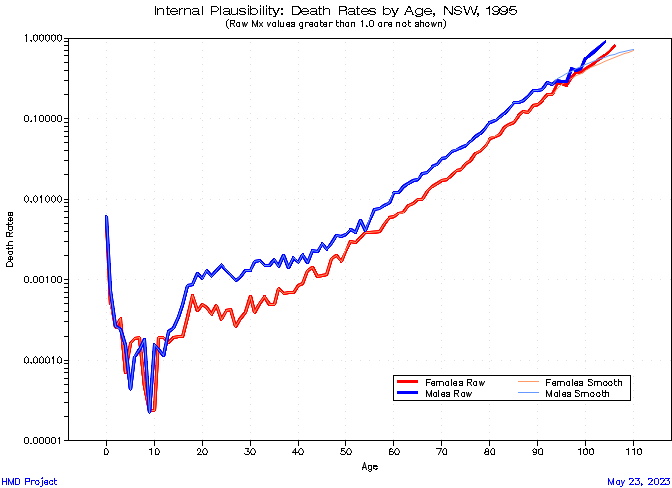 Internal Plausibility: Death Rates by Age, NSW, 1995
(Raw Mx values greater than 1.0 are not shown)
1.00000
0.10000
0.01000
0.00100
0.00010
0.00001
Death Rates
0 10 20 30 40 50 60 70 80 90 100 110
Age
Females Raw Females Smooth
Males Raw Males Smooth
HMD Project May 23, 2023